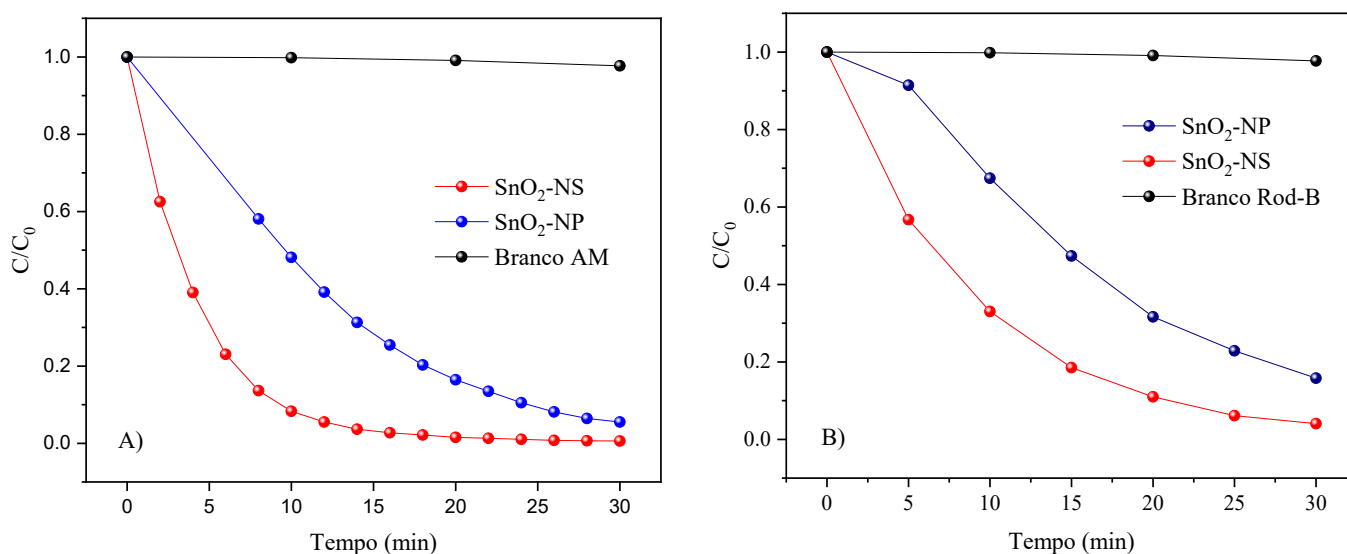 1.0
0.8
0.6
0.4
0.2
0.0
C/C₀
SnO₂-NS
SnO₂-NP
Branco AM
A)
0 5 10 15 20 25 30
Tempo (min)
1.0
0.8
0.6
0.4
0.2
0.0
C/C₀
SnO₂-NP
SnO₂-NS
Branco Rod-B
B)
0 5 10 15 20 25 30
Tempo (min)